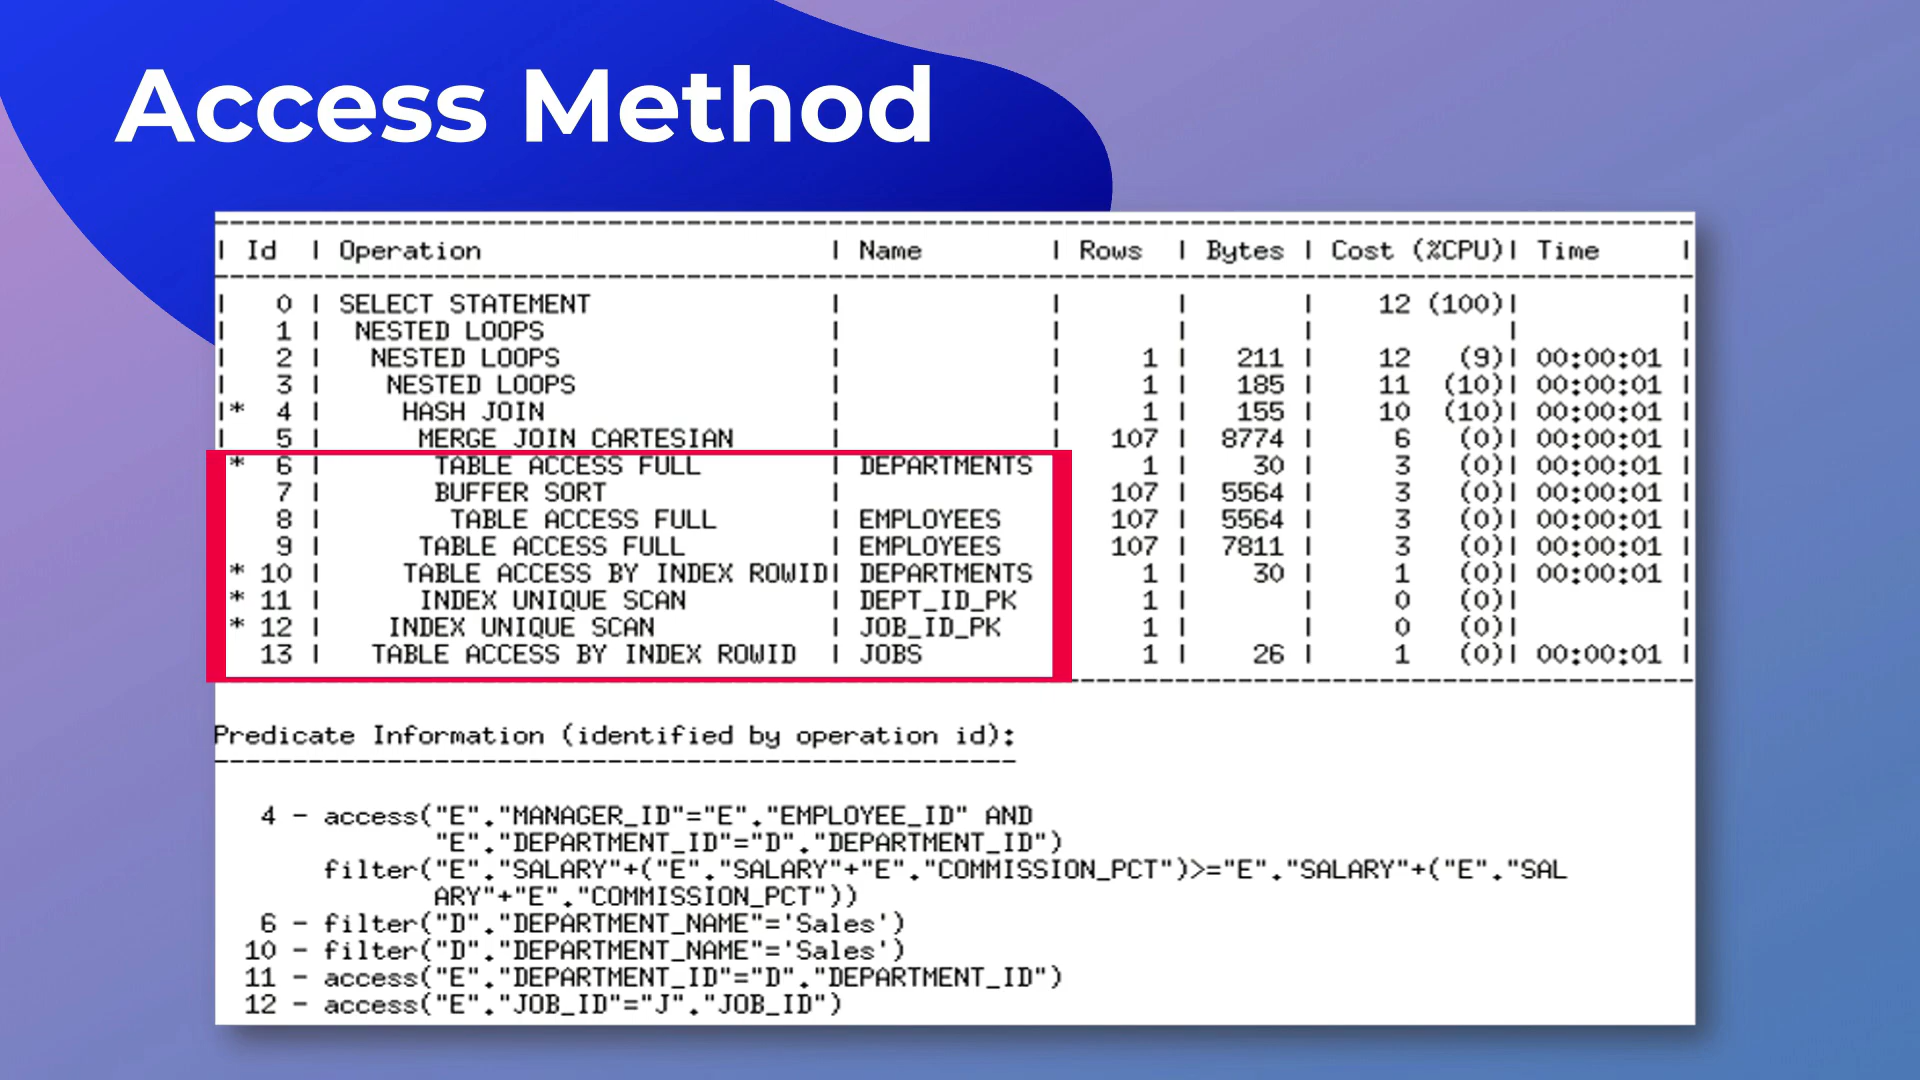 Access Method
--------------------------------------------------------------------------------------------
| Id | Operation | Name | Rows | Bytes | Cost (%CPU)| Time |
--------------------------------------------------------------------------------------------
| 0 | SELECT STATEMENT | | | | 12 (100)| |
| 1 | NESTED LOOPS | | | | | |
| 2 | NESTED LOOPS | | 1 | 211 | 12 (9)| 00:00:01 |
| 3 | NESTED LOOPS | | 1 | 185 | 11 (10)| 00:00:01 |
|* 4 | HASH JOIN | | 1 | 155 | 10 (10)| 00:00:01 |
| 5 | MERGE JOIN CARTESIAN | | 107 | 8774 | 6 (0)| 00:00:01 |
* 6 | TABLE ACCESS FULL | DEPARTMENTS | 1 | 30 | 3 (0)| 00:00:01 |
7 | BUFFER SORT | | 107 | 5564 | 3 (0)| 00:00:01 |
8 | TABLE ACCESS FULL | EMPLOYEES | 107 | 5564 | 3 (0)| 00:00:01 |
9 | TABLE ACCESS FULL | EMPLOYEES | 107 | 7811 | 3 (0)| 00:00:01 |
* 10 | TABLE ACCESS BY INDEX ROWID| DEPARTMENTS | 1 | 30 | 1 (0)| 00:00:01 |
* 11 | INDEX UNIQUE SCAN | DEPT_ID_PK | 1 | | 0 (0)| |
* 12 | INDEX UNIQUE SCAN | JOB_ID_PK | 1 | | 0 (0)| |
13 | TABLE ACCESS BY INDEX ROWID | JOBS | 1 | 26 | 1 (0)| 00:00:01 |
--------------------------------------------------------------------------------------------
Predicate Information (identified by operation id):
---------------------------------------------------
4 - access("E"."MANAGER_ID"="E"."EMPLOYEE_ID" AND
"E"."DEPARTMENT_ID"="D"."DEPARTMENT_ID")
filter("E"."SALARY"+("E"."SALARY"+"E"."COMMISSION_PCT")>="E"."SALARY"+("E"."SAL
ARY"+"E"."COMMISSION_PCT"))
6 - filter("D"."DEPARTMENT_NAME"='Sales')
10 - filter("D"."DEPARTMENT_NAME"='Sales')
11 - access("E"."DEPARTMENT_ID"="D"."DEPARTMENT_ID")
12 - access("E"."JOB_ID"="J"."JOB_ID")